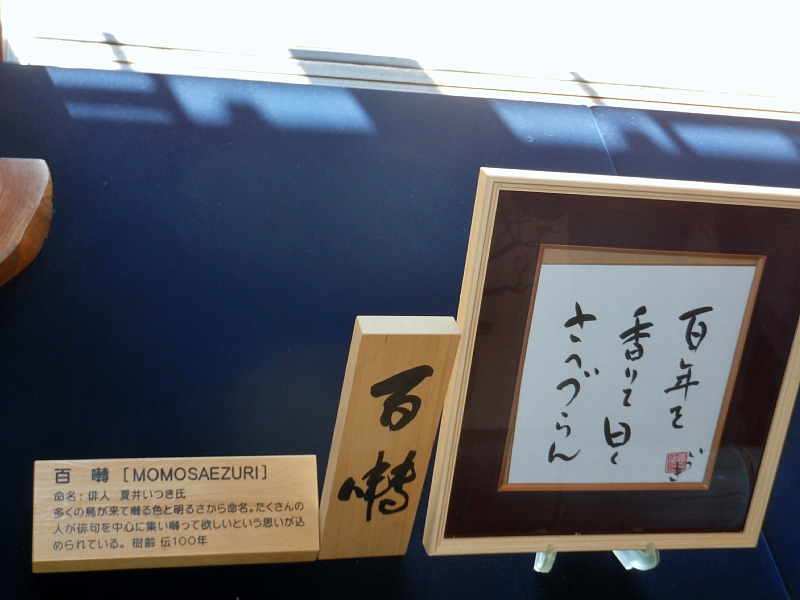 百 囀 [MOMOSAEZURI]
命名：俳人 夏井いつき氏
多くの鳥が来て囀る色と明るさから命名。たくさんの
人が俳句を中心に集い囀って欲しいという思いが込
められている。樹齢 伝100年
百囀
百年を
香りて日々
さへづらん